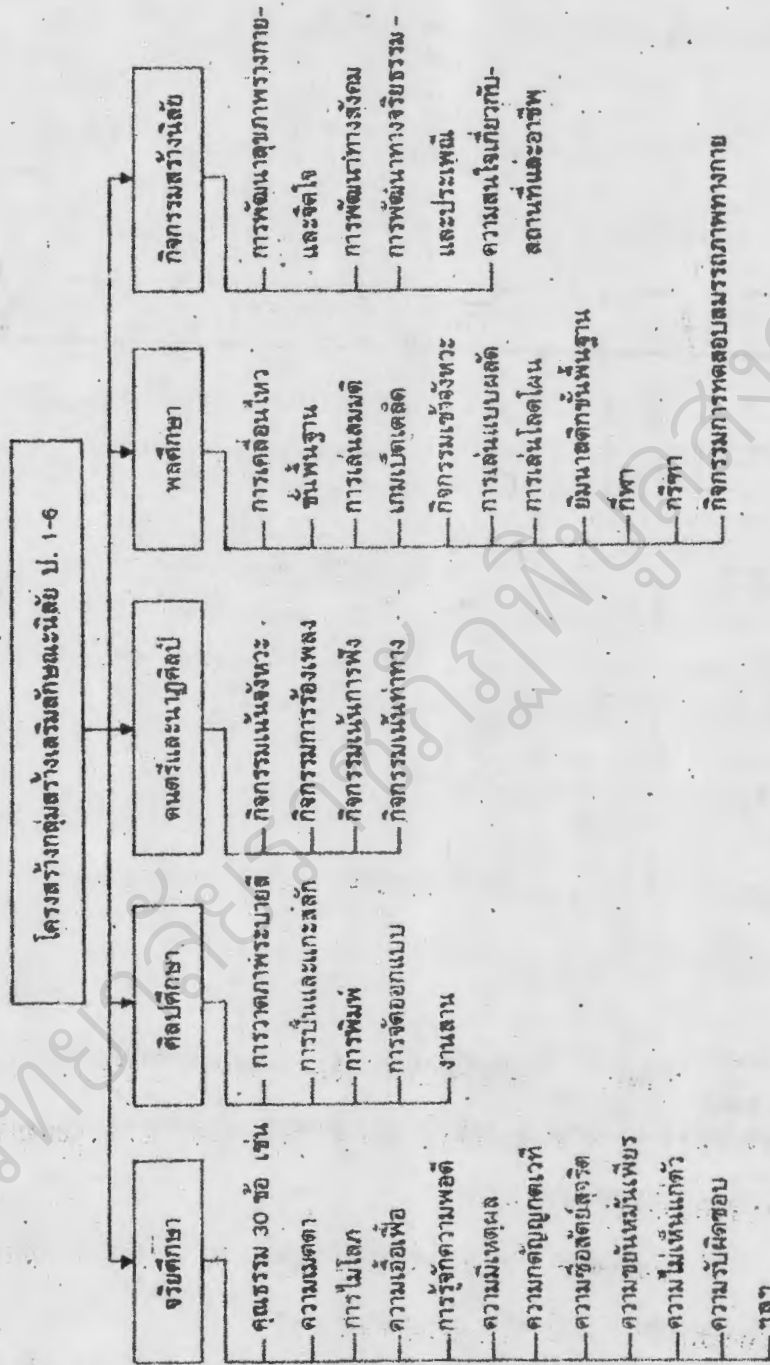 โครงสร้างกลุ่มสร้างเสริมลักษณะนิสัย ป. 1-6
จริยศึกษา
คุณธรรม 30 ข้อ เช่น
ความเมตตา
การไม่โลภ
ความเอื้อเฟื้อ
การรู้จักความพอดี
ความมีเหตุผล
ความกตัญญูกตเวที
ความซื่อสัตย์สุจริต
ความขยันหมั่นเพียร
ความไม่เห็นแก่ตัว
ความรับผิดชอบ
ฯลฯ
ศิลปศึกษา
การวาดภาพระบายสี
การปั้นและแกะสลัก
การพิมพ์
การจัดออกแบบ
งานสาน
ดนตรีและนาฏศิลป์
กิจกรรมเน้นจังหวะ
กิจกรรมการร้องเพลง
กิจกรรมเน้นการฟัง
กิจกรรมเน้นท่าทาง
พลศึกษา
การเคลื่อนไหว
ขั้นพื้นฐาน
การเล่นสมมติ
เกมเบ็ดเตล็ด
กิจกรรมเข้าจังหวะ
การเล่นแบบผลัด
การเล่นโลดโผน
ยิมนาสติกขั้นพื้นฐาน
กีฬา
กรีฑา
กิจกรรมการทดสอบสมรรถภาพทางกาย
กิจกรรมสร้างนิสัย
การพัฒนาสุขภาพร่างกาย-
และจิตใจ
การพัฒนาทางสังคม
การพัฒนาทางจริยธรรม-
และประเพณี
ความสนใจเกี่ยวกับ-
สถานที่และอาชีพ